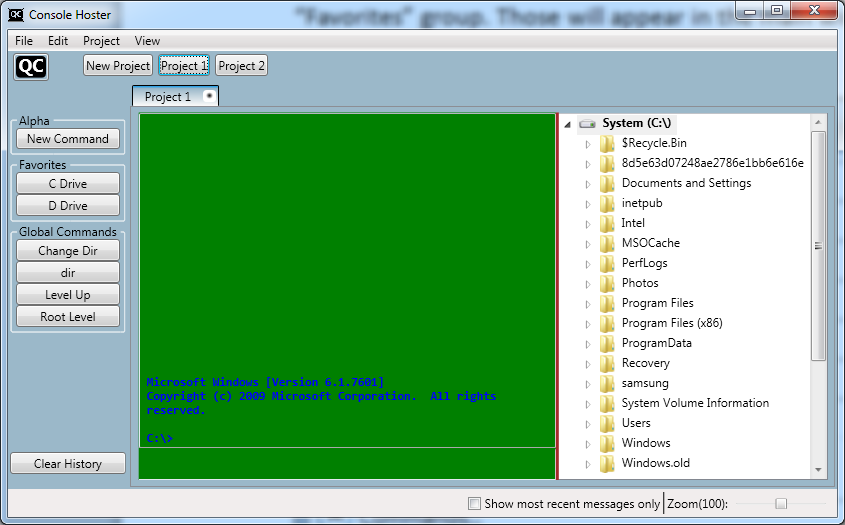 "Favorites" group. Those will appear in the
QC Console Hoster
File Edit Project View
QC New Project Project 1 Project 2
Project 1
Alpha
New Command
Favorites
C Drive
D Drive
Global Commands
Change Dir
dir
Level Up
Root Level
Clear History
Microsoft Windows [Version 6.1.7601]
Copyright (c) 2009 Microsoft Corporation.  All rights
reserved.
C:\>
System (C:\)
$Recycle.Bin
8d5e63d07248ae2786e1bb6e616e
Documents and Settings
inetpub
Intel
MSOCache
PerfLogs
Photos
Program Files
Program Files (x86)
ProgramData
Recovery
samsung
System Volume Information
Users
Windows
Windows.old
Show most recent messages only Zoom(100):